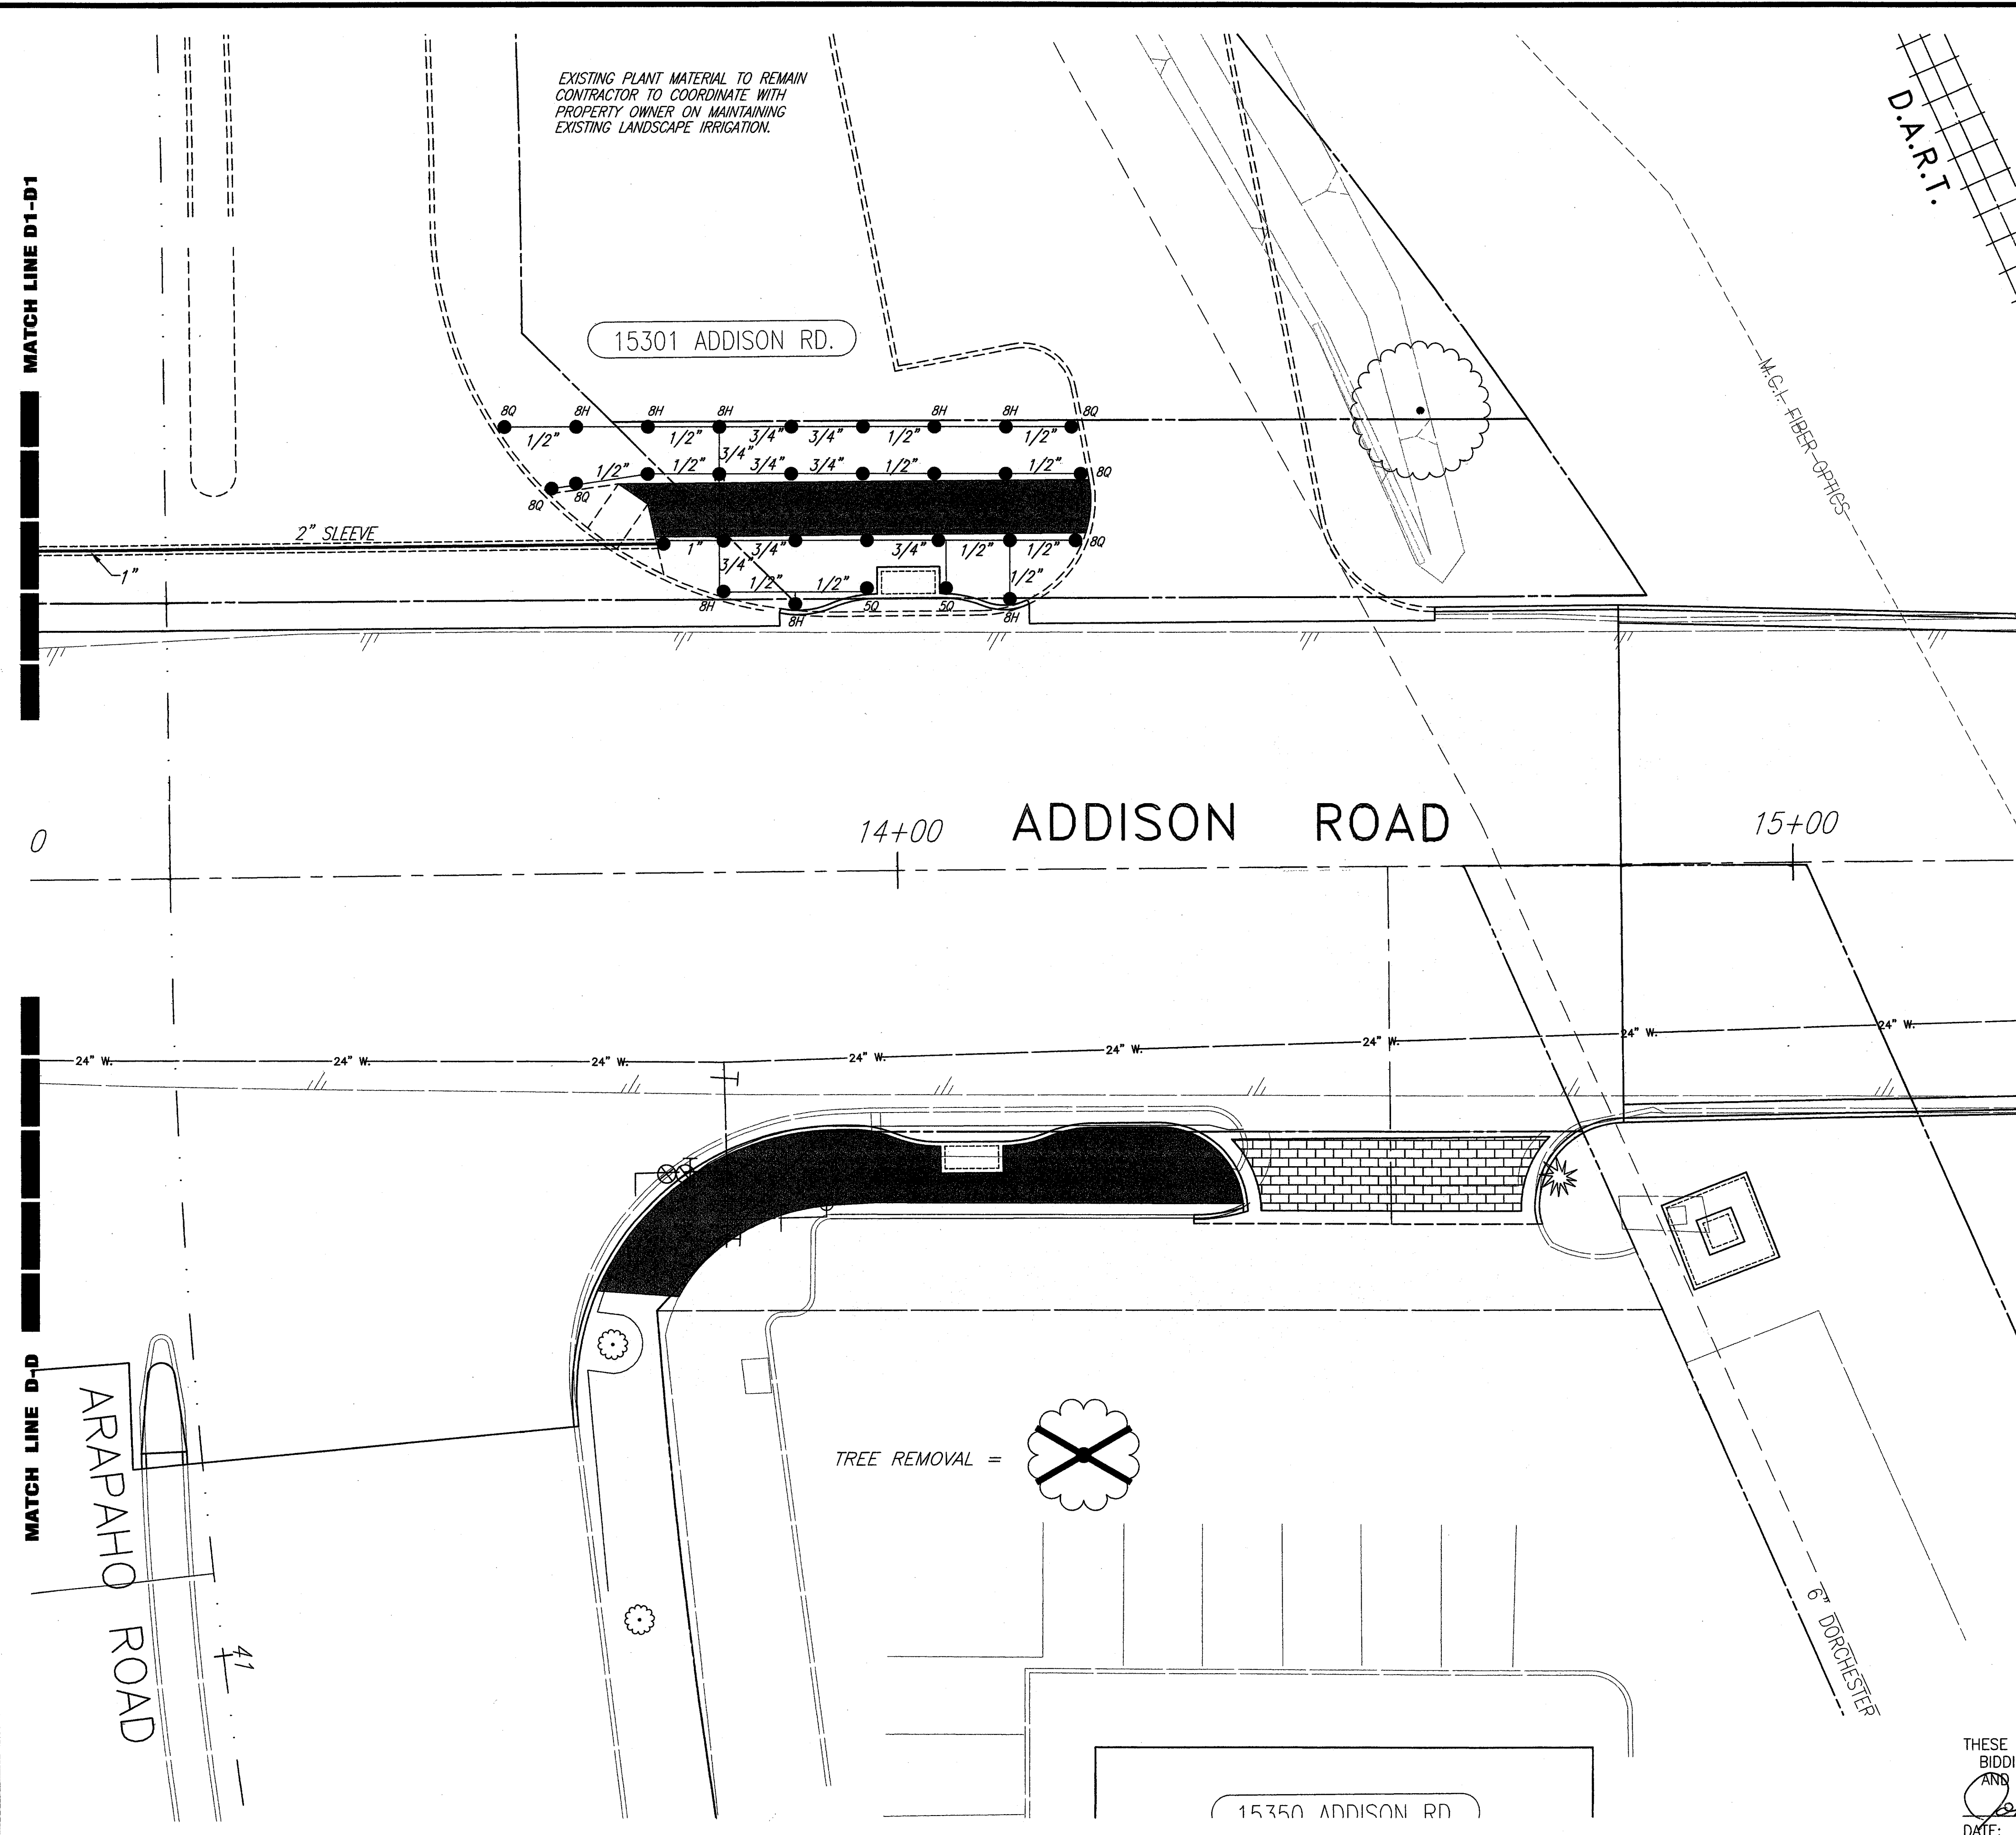 EXISTING PLANT MATERIAL TO REMAIN
CONTRACTOR TO COORDINATE WITH
PROPERTY OWNER ON MAINTAINING
EXISTING LANDSCAPE IRRIGATION.
D.A.R.T.
MATCH LINE D1-D1
15301 ADDISON RD.
M.C.I. FIBER OPTICS
8Q 8H 8H 8H 8H 8H 8Q
1/2" 1/2" 3/4" 3/4" 1/2" 1/2"
3/4"
1/2" 1/2" 3/4" 3/4" 1/2" 1/2" 8Q
8Q 8Q
2" SLEEVE
1" 3/4" 3/4" 1/2" 1/2" 8Q
1"
3/4" 1/2" 1/2" 1/2"
8H 8H 5Q 5Q 8H
0
14+00
ADDISON ROAD
15+00
24" W. 24" W. 24" W. 24" W. 24" W. 24" W. 24" W. 24" W.
MATCH LINE D-D
ARAPAHO ROAD
41
TREE REMOVAL =
6" DORCHESTER
15350 ADDISON RD
THESE
BIDDI
AND
DATE: